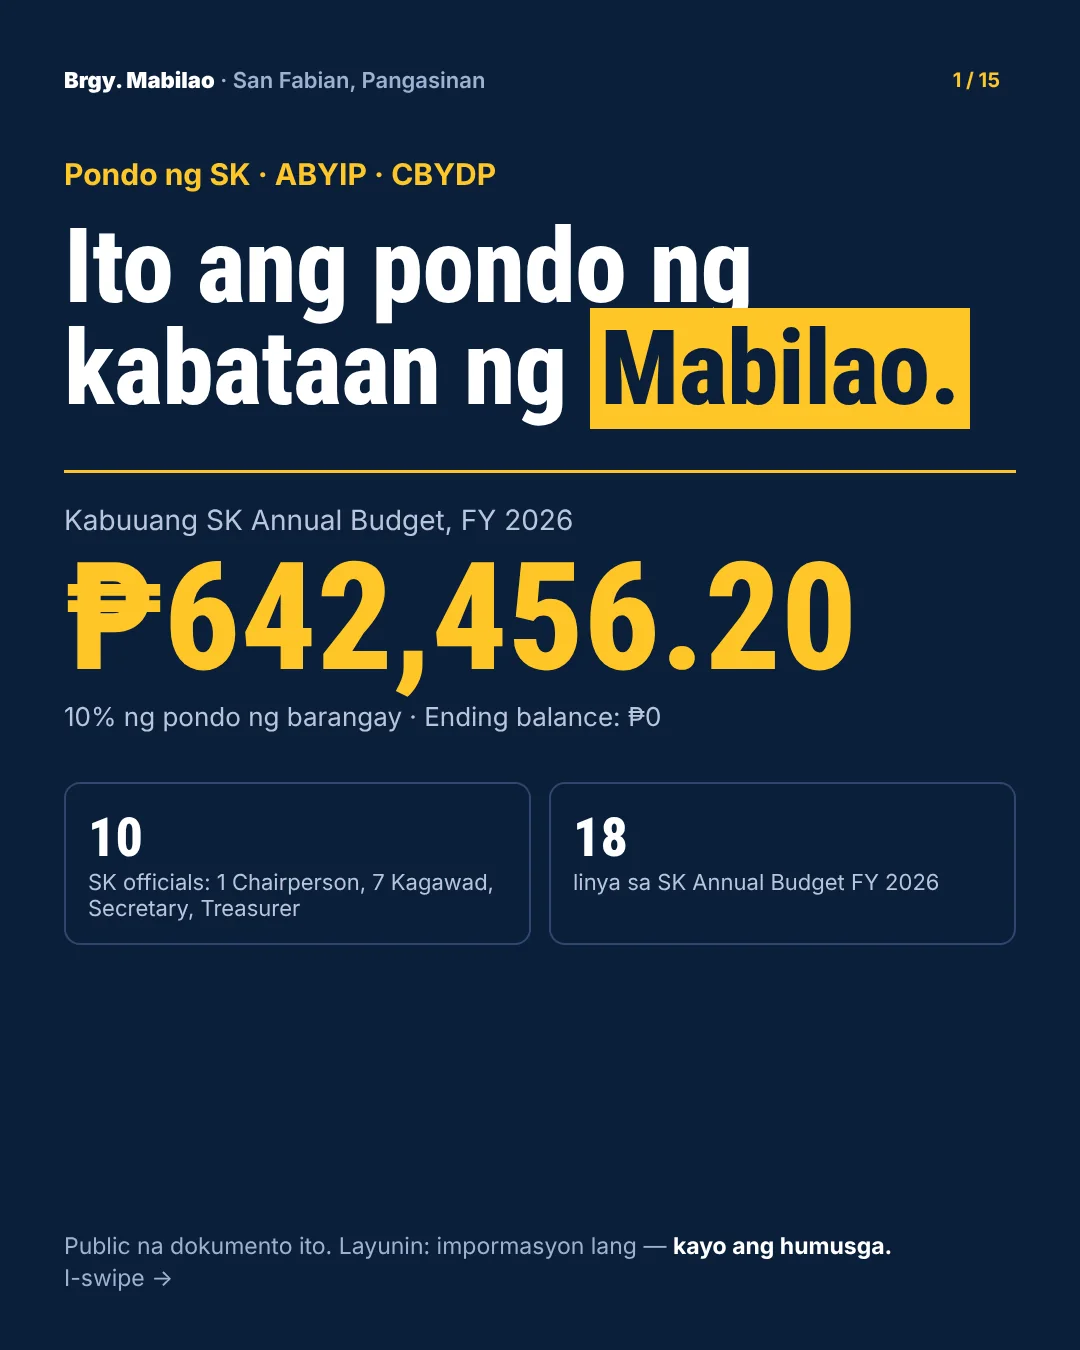 Brgy. Mabilao · San Fabian, Pangasinan
1 / 15
Pondo ng SK · ABYIP · CBYDP
Ito ang pondo ng
kabataan ng Mabilao.
Kabuuang SK Annual Budget, FY 2026
₱642,456.20
10% ng pondo ng barangay · Ending balance: ₱0
10
SK officials: 1 Chairperson, 7 Kagawad,
Secretary, Treasurer
18
linya sa SK Annual Budget FY 2026
Public na dokumento ito. Layunin: impormasyon lang — kayo ang humusga.
I-swipe →